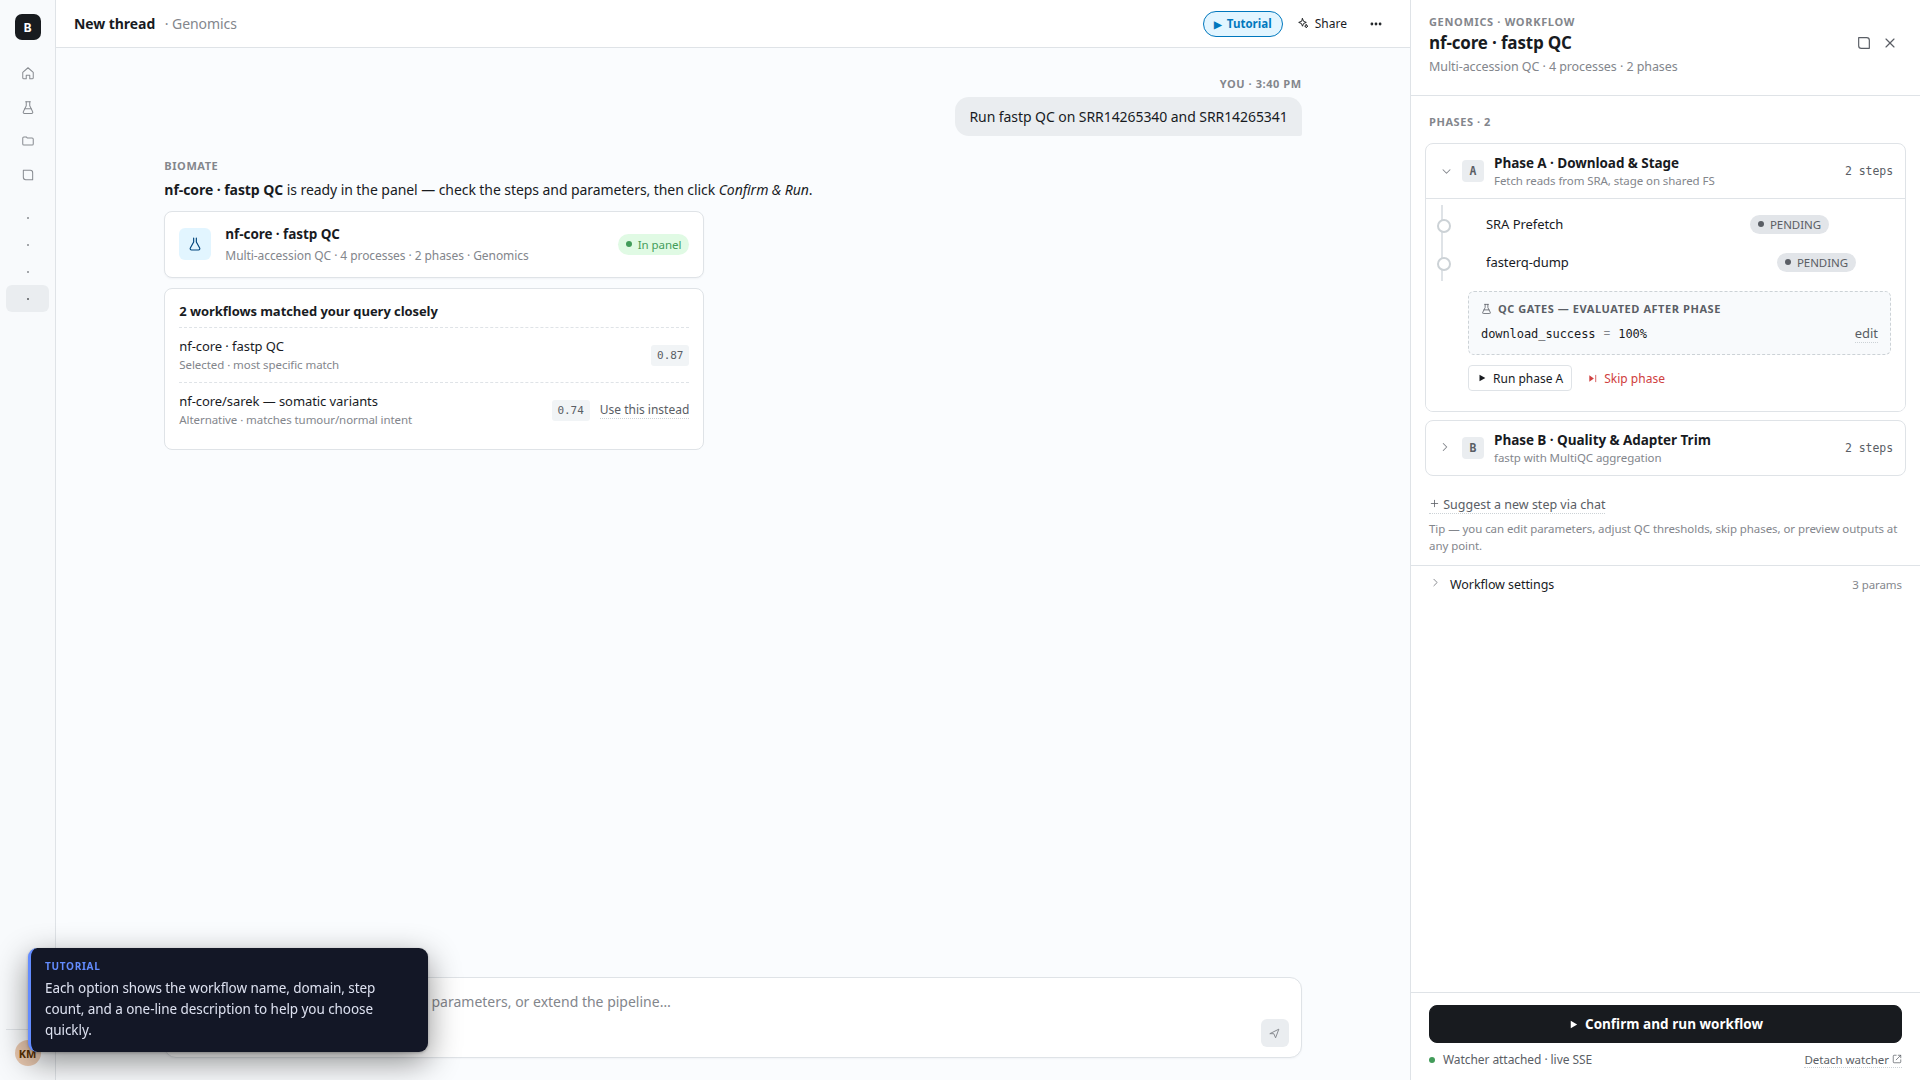 B
New thread · Genomics
▶ Tutorial
Share
YOU · 3:40 PM
Run fastp QC on SRR14265340 and SRR14265341
BIOMATE
nf-core · fastp QC is ready in the panel — check the steps and parameters, then click Confirm & Run.
nf-core · fastp QC
Multi-accession QC · 4 processes · 2 phases · Genomics
In panel
2 workflows matched your query closely
nf-core · fastp QC
Selected · most specific match
0.87
nf-core/sarek — somatic variants
Alternative · matches tumour/normal intent
0.74
Use this instead
TUTORIAL
Each option shows the workflow name, domain, step
count, and a one-line description to help you choose
quickly.
parameters, or extend the pipeline...
KM
GENOMICS · WORKFLOW
nf-core · fastp QC
Multi-accession QC · 4 processes · 2 phases
PHASES · 2
A
Phase A · Download & Stage
Fetch reads from SRA, stage on shared FS
2 steps
SRA Prefetch
PENDING
fasterq-dump
PENDING
QC GATES — EVALUATED AFTER PHASE
download_success = 100%
edit
Run phase A
Skip phase
B
Phase B · Quality & Adapter Trim
fastp with MultiQC aggregation
2 steps
+ Suggest a new step via chat
Tip — you can edit parameters, adjust QC thresholds, skip phases, or preview outputs at
any point.
Workflow settings
3 params
Confirm and run workflow
Watcher attached · live SSE
Detach watcher